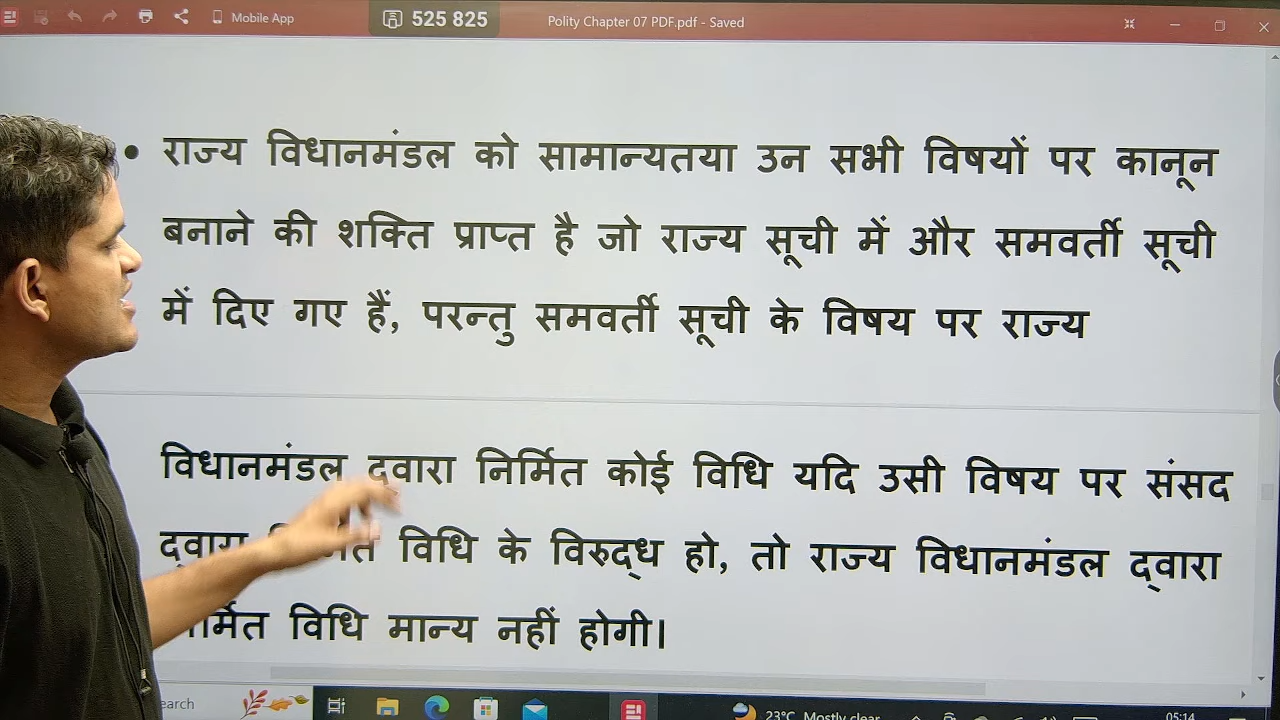 Mobile App
525 825
Polity Chapter 07 PDF.pdf - Saved
• राज्य विधानमंडल को सामान्यतया उन सभी विषयों पर कानून
बनाने की शक्ति प्राप्त है जो राज्य सूची में और समवर्ती सूची
में दिए गए हैं, परन्तु समवर्ती सूची के विषय पर राज्य
विधानमंडल द्वारा निर्मित कोई विधि यदि उसी विषय पर संसद
द्वारा विधि के विरुद्ध हो, तो राज्य विधानमंडल द्वारा
विधि मान्य नहीं होगी।
23°C Mostly clear
05:14